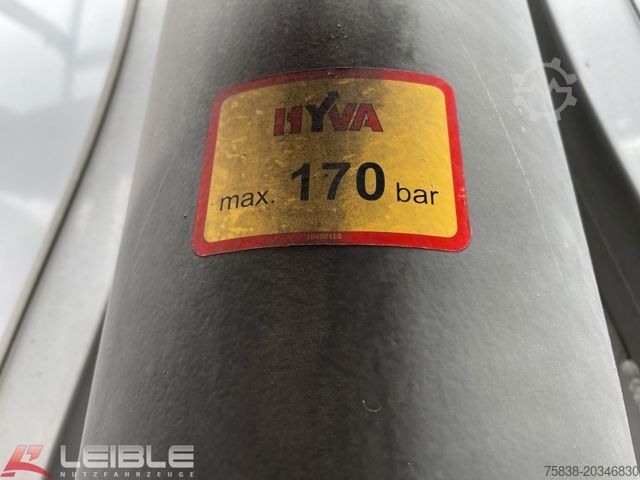 HYVA
max. 170 bar
LEIBLE
NUTZFAHRZEUGE
75838-20346830